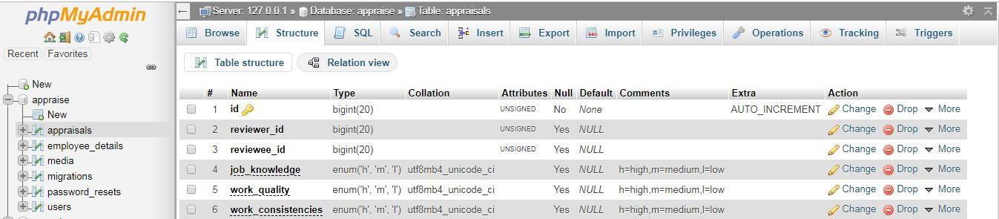 phpMyAdmin
Recent Favorites
New
appraise
New
appraisals
employee_details
media
migrations
password_resets
users
Server: 127.0.0.1 » Database: appraise » Table: appraisals
Browse Structure SQL Search Insert Export Import Privileges Operations Tracking Triggers
Table structure Relation view
# Name Type Collation Attributes Null Default Comments Extra Action
1 id bigint(20) UNSIGNED No None AUTO_INCREMENT Change Drop More
2 reviewer_id bigint(20) UNSIGNED Yes NULL Change Drop More
3 reviewee_id bigint(20) UNSIGNED Yes NULL Change Drop More
4 job_knowledge enum('h', 'm', 'l') utf8mb4_unicode_ci Yes NULL h=high,m=medium,l=low Change Drop More
5 work_quality enum('h', 'm', 'l') utf8mb4_unicode_ci Yes NULL h=high,m=medium,l=low Change Drop More
6 work_consistencies enum('h', 'm', 'l') utf8mb4_unicode_ci Yes NULL h=high,m=medium,l=low Change Drop More